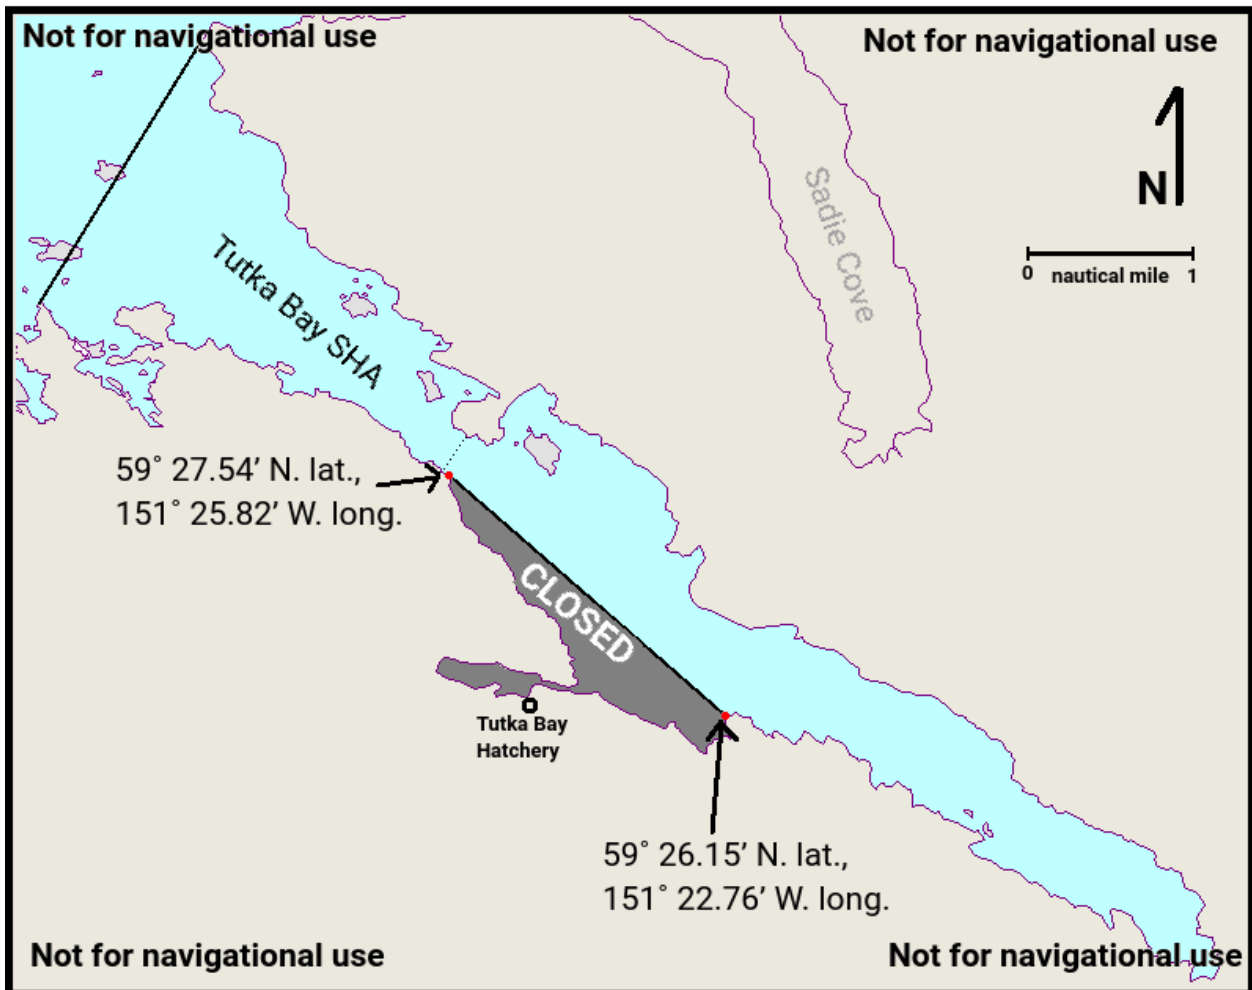 Not for navigational use
Not for navigational use
N
0 nautical mile 1
Sadie Cove
Tutka Bay SHA
59° 27.54’ N. lat.,
151° 25.82’ W. long.
CLOSED
Tutka Bay
Hatchery
59° 26.15’ N. lat.,
151° 22.76’ W. long.
Not for navigational use
Not for navigational use